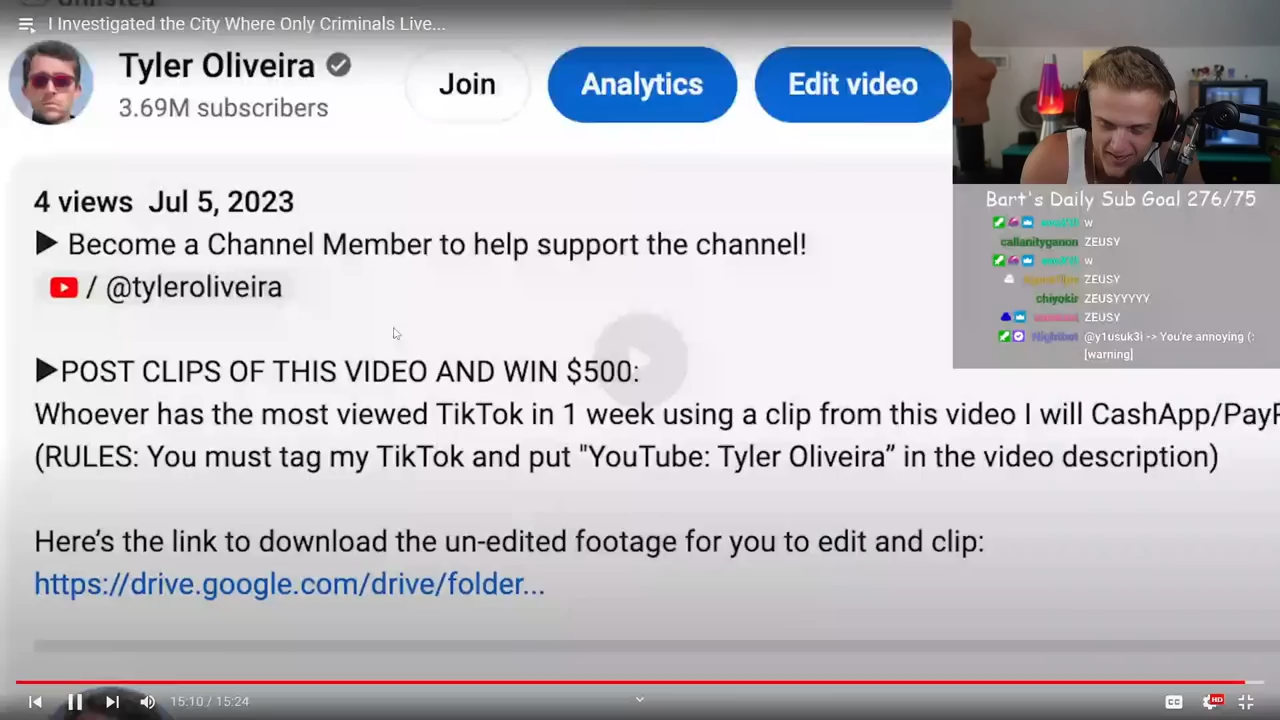 I Investigated the City Where Only Criminals Live...
Tyler Oliveira
3.69M subscribers
Join
Analytics
Edit video
4 views Jul 5, 2023
▶ Become a Channel Member to help support the channel!
/ @tyleroliveira
▶POST CLIPS OF THIS VIDEO AND WIN $500:
Whoever has the most viewed TikTok in 1 week using a clip from this video I will CashApp/PayP
(RULES: You must tag my TikTok and put "YouTube: Tyler Oliveira” in the video description)
Here’s the link to download the un-edited footage for you to edit and clip:
https://drive.google.com/drive/folder...
Bart's Daily Sub Goal 276/75
w
callanityganon ZEUSY
w
ZEUSY
chiyokir ZEUSYYYYY
ZEUSY
Nightbot @y1usuk3i -> You're annoying (:
[warning]
15:10 / 15:24
CC
HD